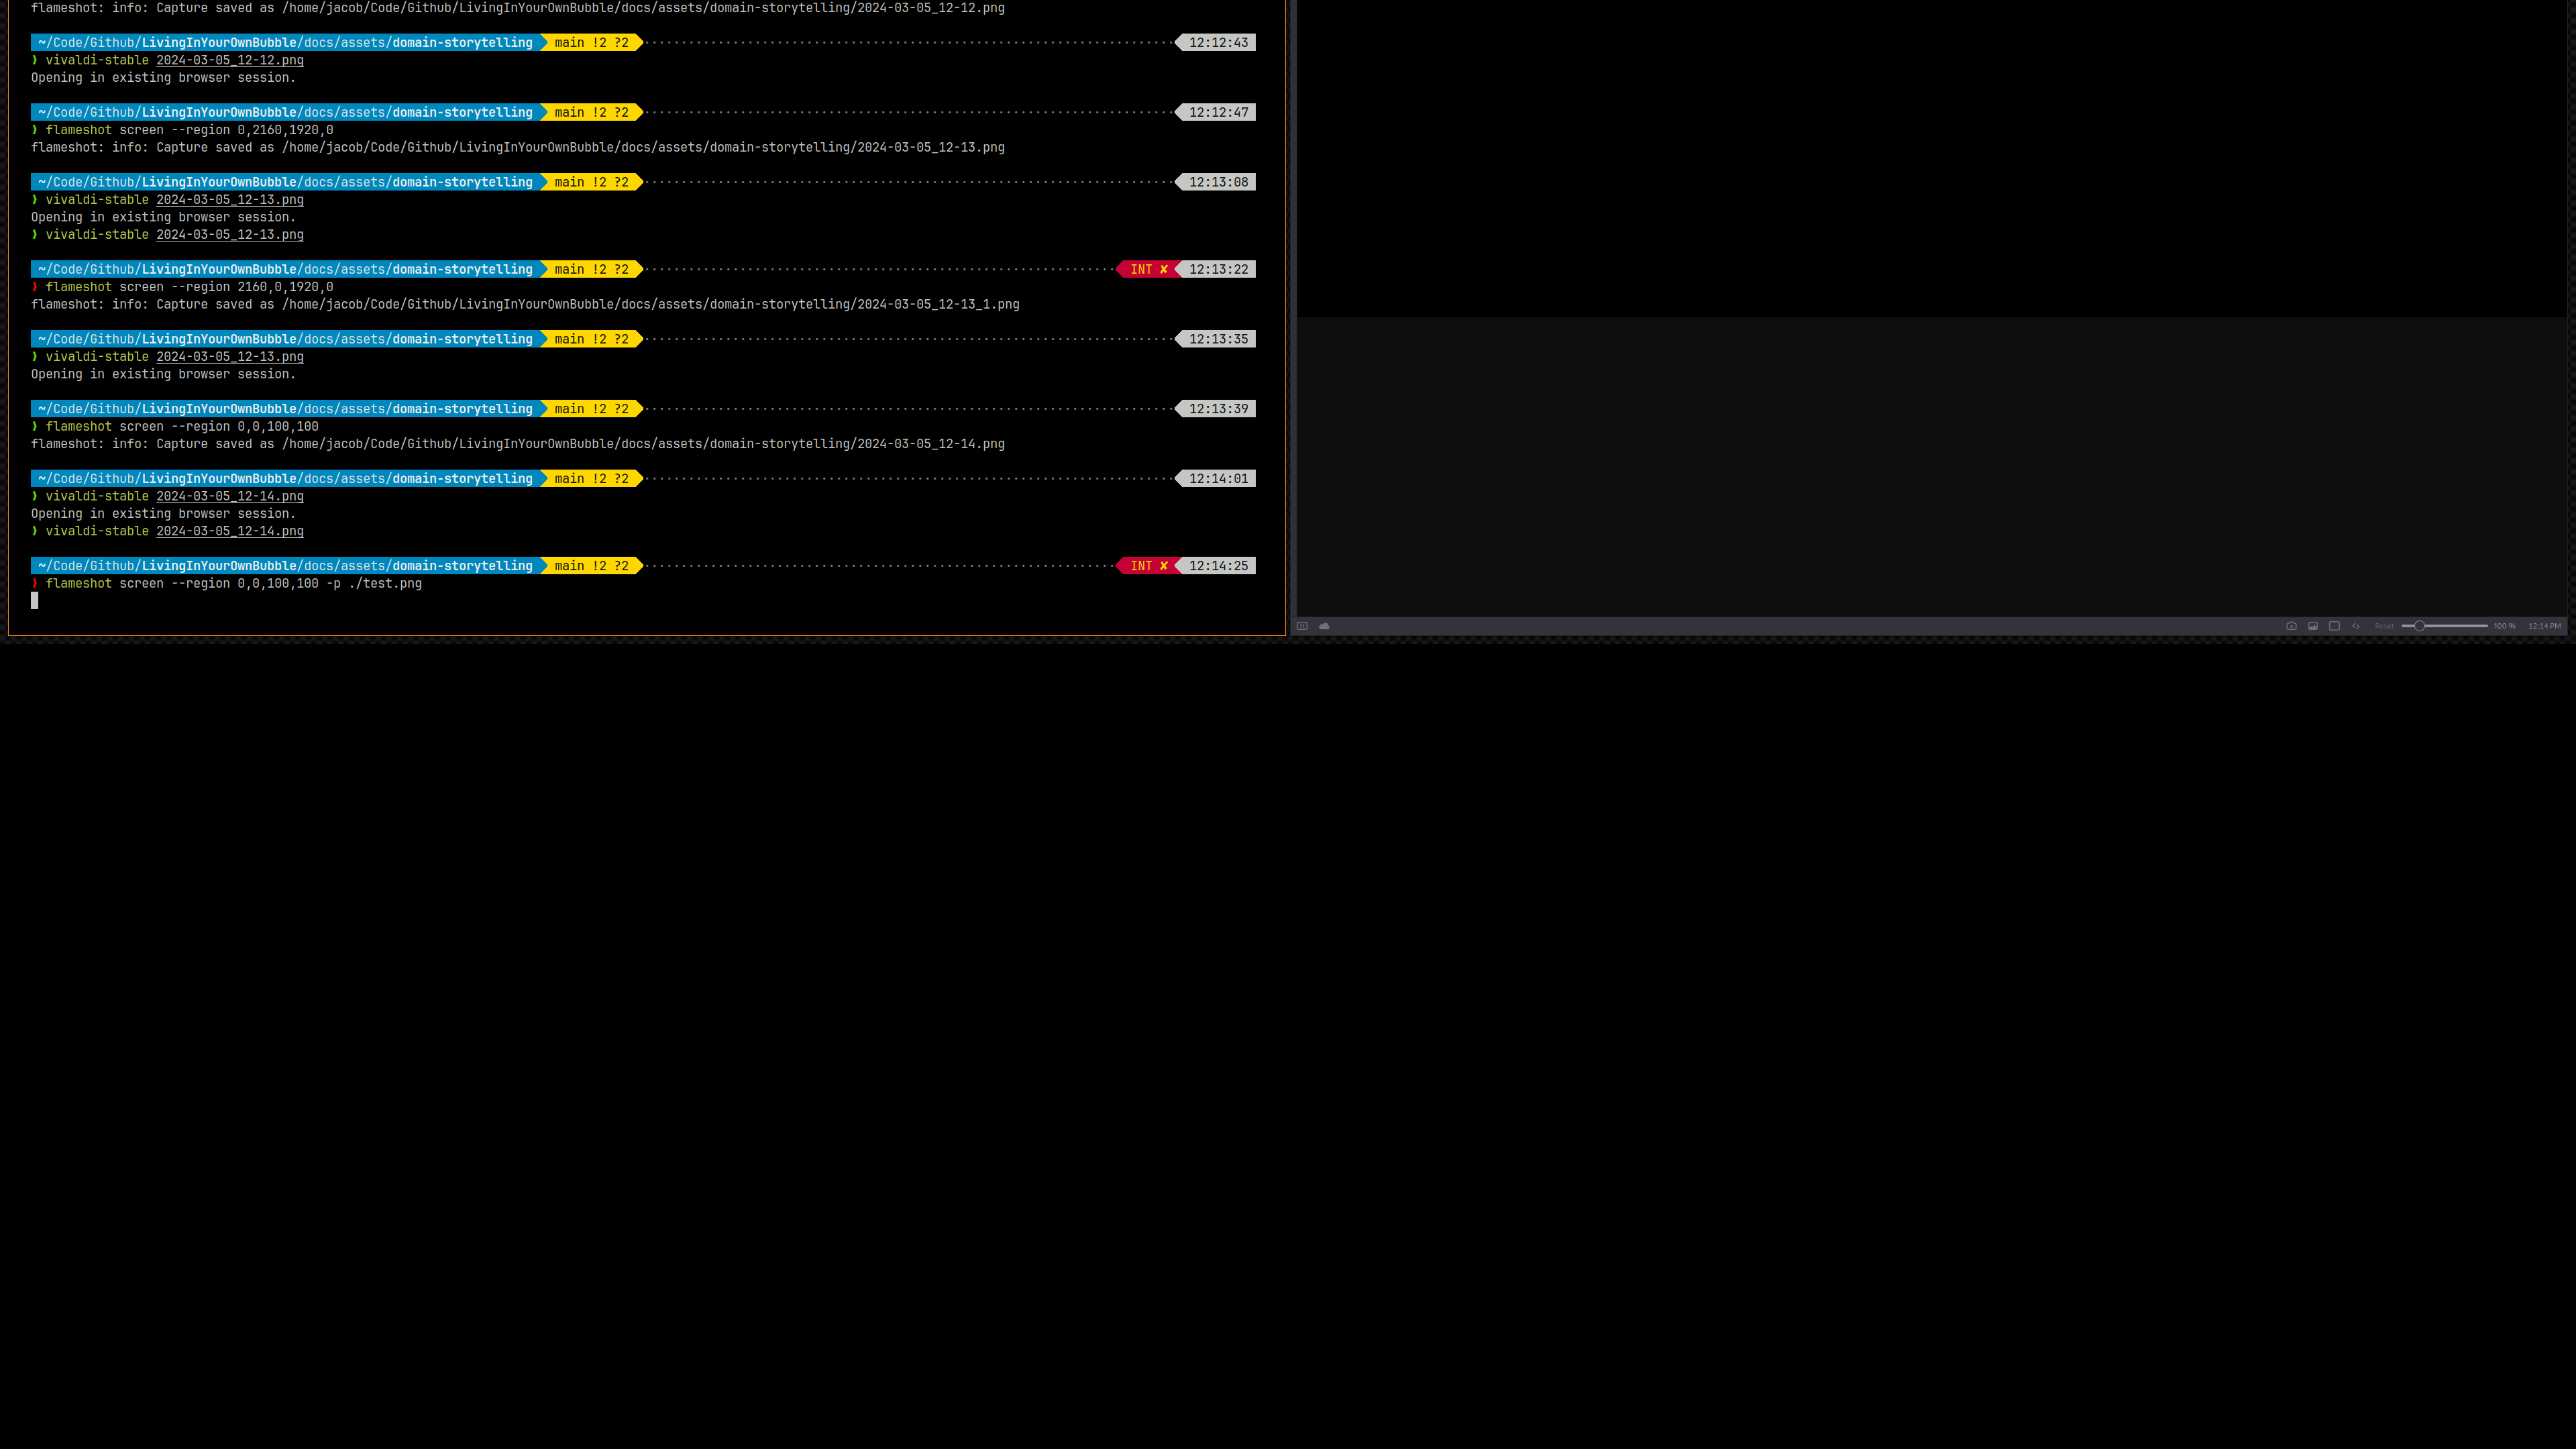 flameshot: info: Capture saved as /home/jacob/Code/Github/LivingInYourOwnBubble/docs/assets/domain-storytelling/2024-03-05_12-12.png
~/Code/Github/LivingInYourOwnBubble/docs/assets/domain-storytelling main !2 ?2 12:12:43
❯ vivaldi-stable 2024-03-05_12-12.png
Opening in existing browser session.
~/Code/Github/LivingInYourOwnBubble/docs/assets/domain-storytelling main !2 ?2 12:12:47
❯ flameshot screen --region 0,2160,1920,0
flameshot: info: Capture saved as /home/jacob/Code/Github/LivingInYourOwnBubble/docs/assets/domain-storytelling/2024-03-05_12-13.png
~/Code/Github/LivingInYourOwnBubble/docs/assets/domain-storytelling main !2 ?2 12:13:08
❯ vivaldi-stable 2024-03-05_12-13.png
Opening in existing browser session.
❯ vivaldi-stable 2024-03-05_12-13.png
~/Code/Github/LivingInYourOwnBubble/docs/assets/domain-storytelling main !2 ?2 INT ✘ 12:13:22
❯ flameshot screen --region 2160,0,1920,0
flameshot: info: Capture saved as /home/jacob/Code/Github/LivingInYourOwnBubble/docs/assets/domain-storytelling/2024-03-05_12-13_1.png
~/Code/Github/LivingInYourOwnBubble/docs/assets/domain-storytelling main !2 ?2 12:13:35
❯ vivaldi-stable 2024-03-05_12-13.png
Opening in existing browser session.
~/Code/Github/LivingInYourOwnBubble/docs/assets/domain-storytelling main !2 ?2 12:13:39
❯ flameshot screen --region 0,0,100,100
flameshot: info: Capture saved as /home/jacob/Code/Github/LivingInYourOwnBubble/docs/assets/domain-storytelling/2024-03-05_12-14.png
~/Code/Github/LivingInYourOwnBubble/docs/assets/domain-storytelling main !2 ?2 12:14:01
❯ vivaldi-stable 2024-03-05_12-14.png
Opening in existing browser session.
❯ vivaldi-stable 2024-03-05_12-14.png
~/Code/Github/LivingInYourOwnBubble/docs/assets/domain-storytelling main !2 ?2 INT ✘ 12:14:25
❯ flameshot screen --region 0,0,100,100 -p ./test.png
Reset 100 % 12:14 PM